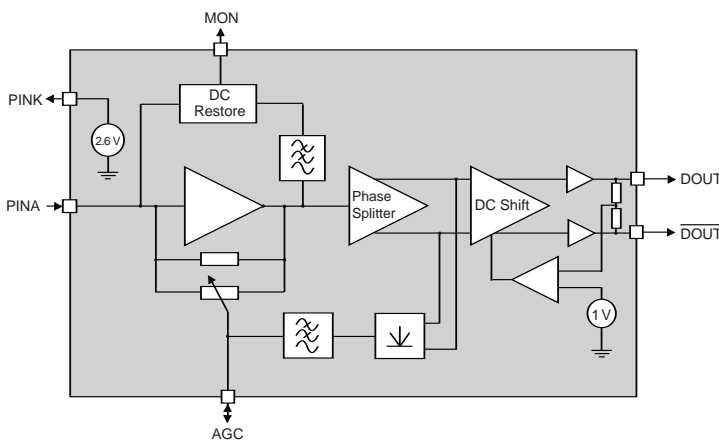 MON
PINK
DC
Restore
2.6 V
PINA
Phase
Splitter
DC Shift
DOUT
DOUT
1 V
AGC